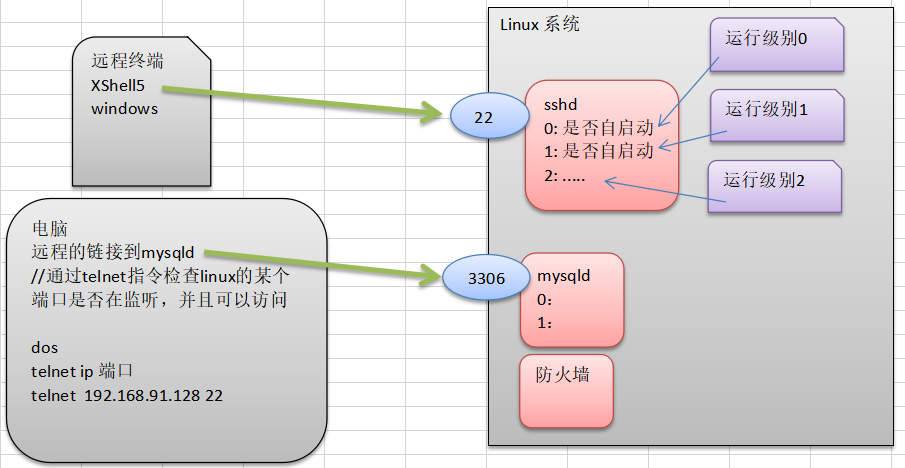 远程终端
XShell5
windows
电脑
远程的链接到mysqld
//通过telnet指令检查linux的某个
端口是否在监听，并且可以访问
dos
telnet ip 端口
telnet  192.168.91.128 22
Linux 系统
22
sshd
0: 是否自启动
1: 是否自启动
2: .....
运行级别0
运行级别1
运行级别2
3306
mysqld
0：
1：
防火墙